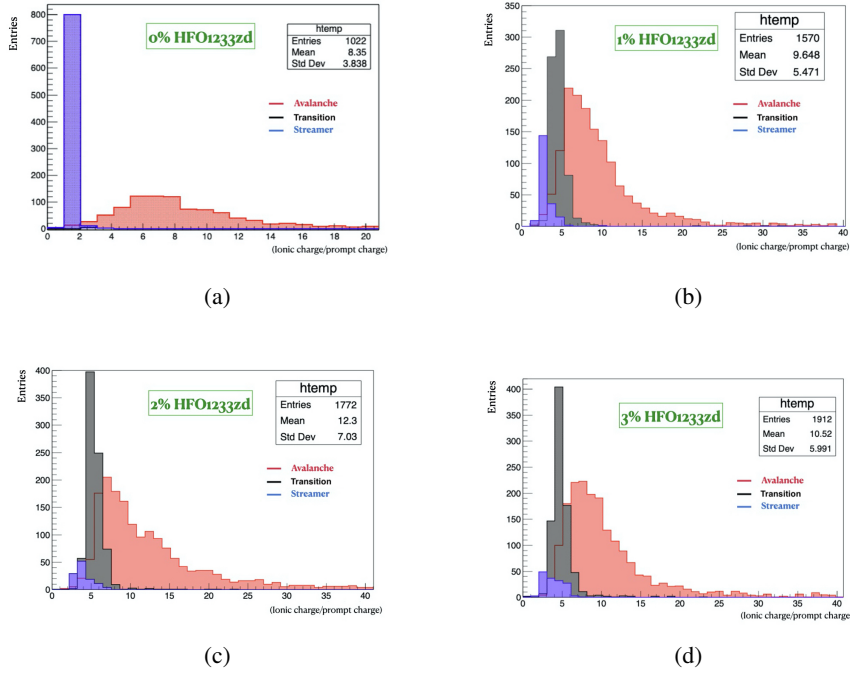 Entries
800
700
600
500
400
300
200
100
0
0% HFO1233zd
htemp
Entries 1022
Mean 8.35
Std Dev 3.838
Avalanche
Transition
Streamer
0 2 4 6 8 10 12 14 16 18 20
(Ionic charge/prompt charge)
(a)
Entries
350
300
250
200
150
100
50
0
1% HFO1233zd
htemp
Entries 1570
Mean 9.648
Std Dev 5.471
Avalanche
Transition
Streamer
0 5 10 15 20 25 30 35 40
(Ionic charge/prompt charge)
(b)
Entries
400
350
300
250
200
150
100
50
0
2% HFO1233zd
htemp
Entries 1772
Mean 12.3
Std Dev 7.03
Avalanche
Transition
Streamer
0 5 10 15 20 25 30 35 40
(Ionic charge/prompt charge)
(c)
Entries
400
350
300
250
200
150
100
50
0
3% HFO1233zd
htemp
Entries 1912
Mean 10.52
Std Dev 5.991
Avalanche
Transition
Streamer
0 5 10 15 20 25 30 35 40
(Ionic charge/prompt charge
(d)